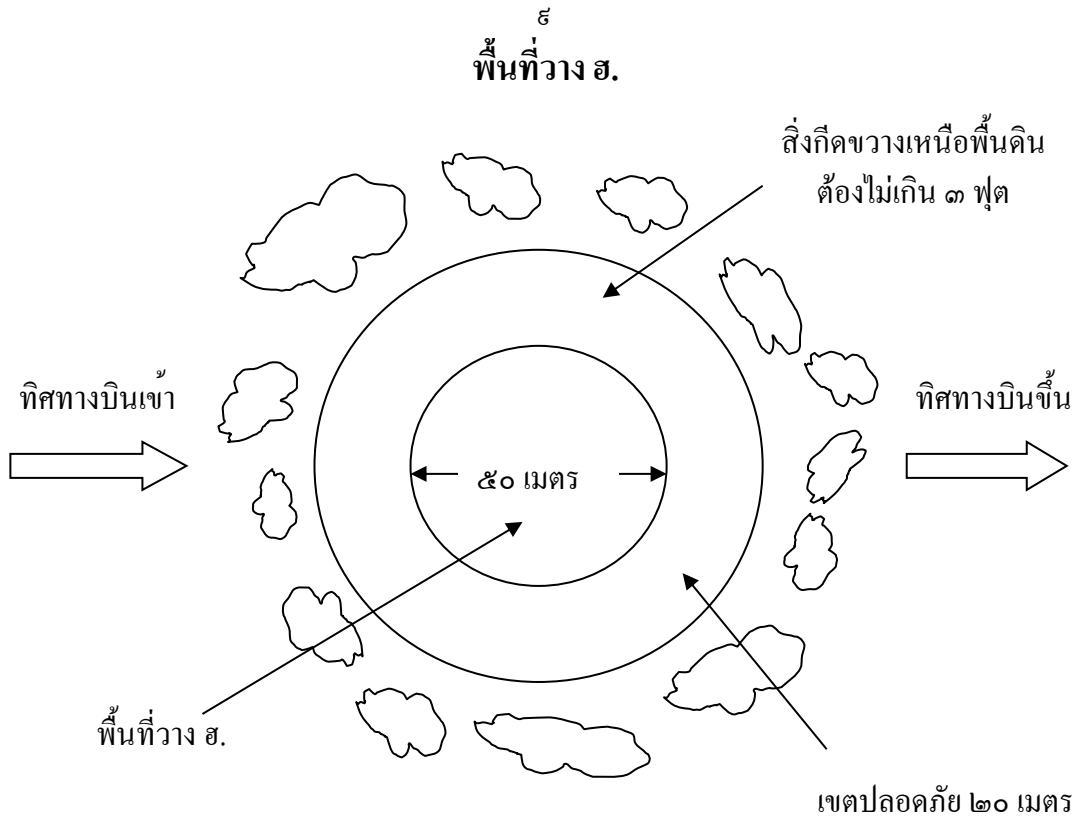 ๕
พื้นที่วาง ฮ.
สิ่งกีดขวางเหนือพื้นดิน
ต้องไม่เกิน ๓ ฟุต
ทิศทางบินเข้า
ทิศทางบินขึ้น
๕๐ เมตร
พื้นที่วาง ฮ.
เขตปลอดภัย ๒๐ เมตร